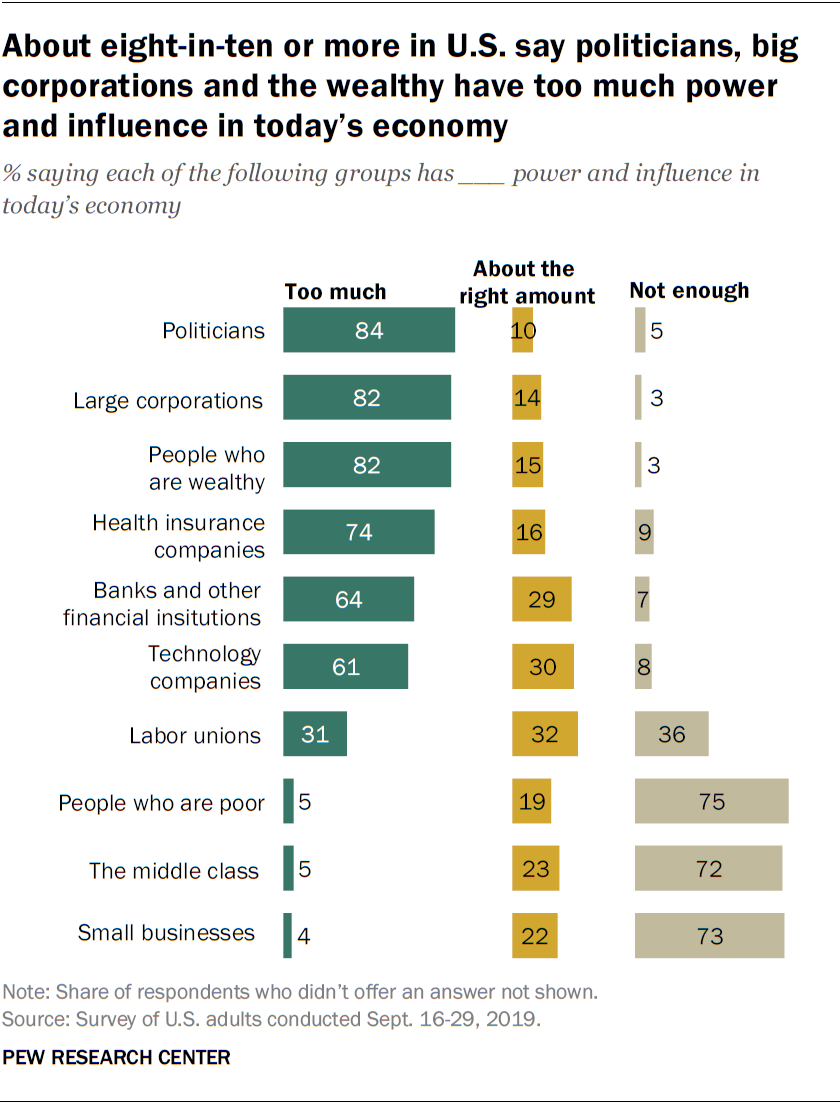 About eight-in-ten or more in U.S. say politicians, big
corporations and the wealthy have too much power
and influence in today’s economy
% saying each of the following groups has ___ power and influence in
today’s economy
Too much
About the
right amount
Not enough
Politicians 84 10 5
Large corporations 82 14 3
People who
are wealthy 82 15 3
Health insurance
companies 74 16 9
Banks and other
financial insitutions 64 29 7
Technology
companies 61 30 8
Labor unions 31 32 36
People who are poor 5 19 75
The middle class 5 23 72
Small businesses 4 22 73
Note: Share of respondents who didn’t offer an answer not shown.
Source: Survey of U.S. adults conducted Sept. 16-29, 2019.
PEW RESEARCH CENTER